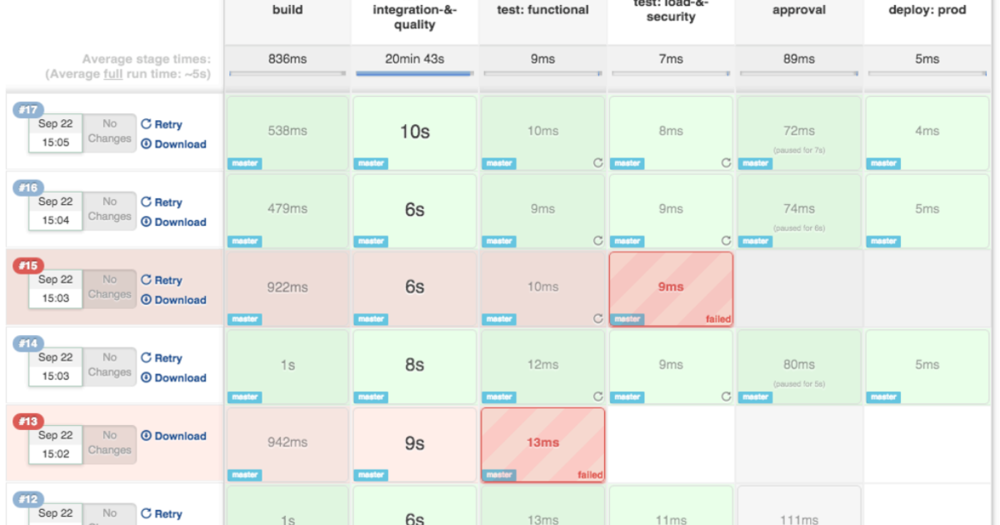 build
integration-&-
quality
test: functional
test: load-&-
security
approval
deploy: prod
Average stage times:
(Average full run time: ~5s)
836ms
20min 43s
9ms
7ms
89ms
5ms
#17
Sep 22
15:05
No
Changes
Retry
Download
538ms
master
10s
master
10ms
master
8ms
master
72ms
(paused for 7s)
master
4ms
master
#16
Sep 22
15:04
No
Changes
Retry
Download
479ms
master
6s
master
9ms
master
9ms
master
74ms
(paused for 6s)
master
5ms
master
#15
Sep 22
15:03
No
Changes
Retry
Download
922ms
master
6s
master
10ms
master
9ms
master
failed
#14
Sep 22
15:03
No
Changes
Retry
Download
1s
master
8s
master
12ms
master
9ms
master
80ms
(paused for 5s)
master
5ms
master
#13
Sep 22
15:02
No
Changes
Download
942ms
master
9s
master
13ms
master
failed
#12
Sep 22
No
Retry
1s
6s
13ms
11ms
111ms